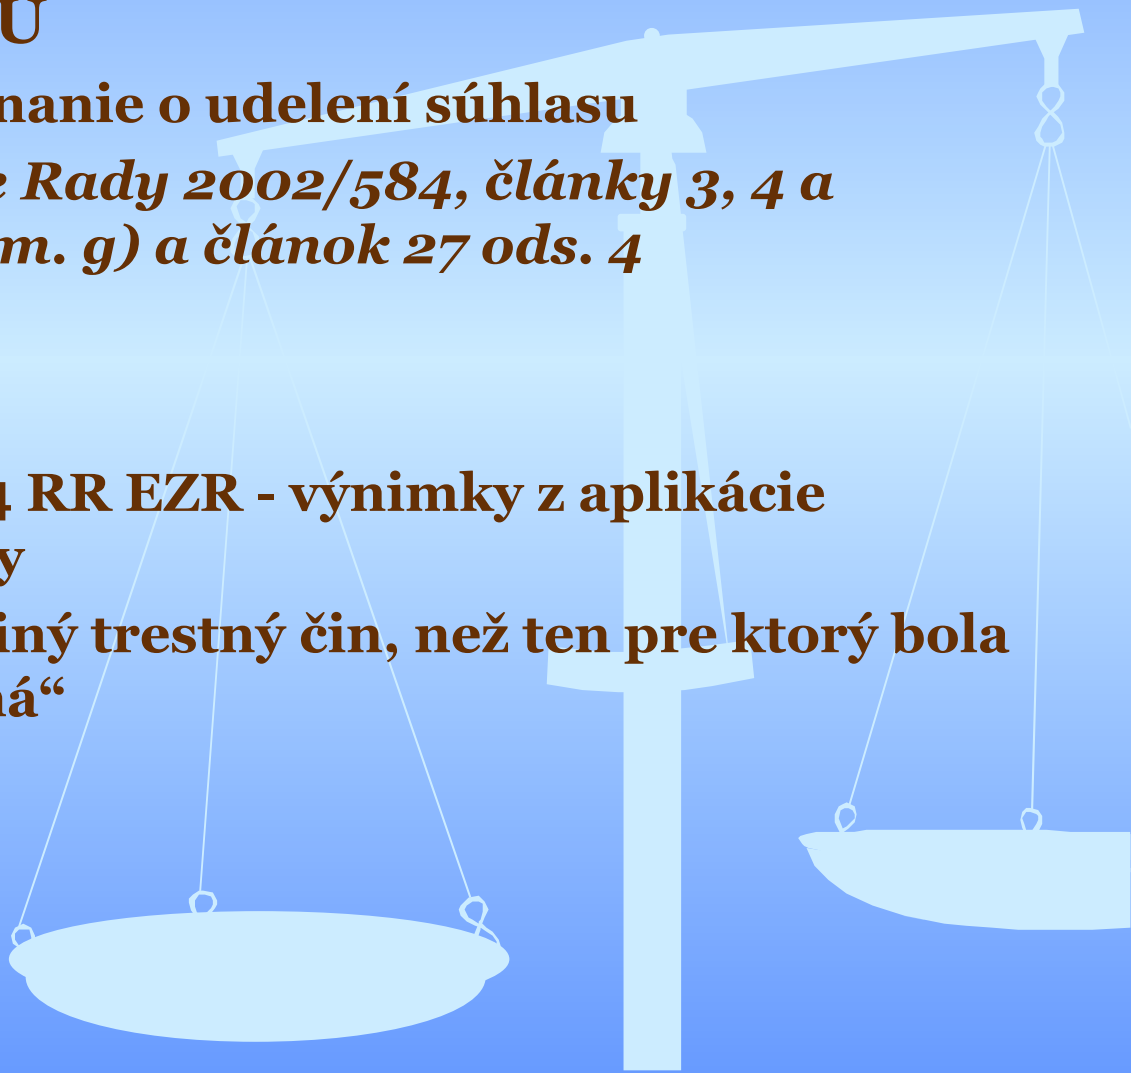 Ú
nanie o udelení súhlasu
Rady 2002/584, články 3, 4 a
m. g) a článok 27 ods. 4
4 RR EZR - výnimky z aplikácie
y
iný trestný čin, než ten pre ktorý bola
ná“